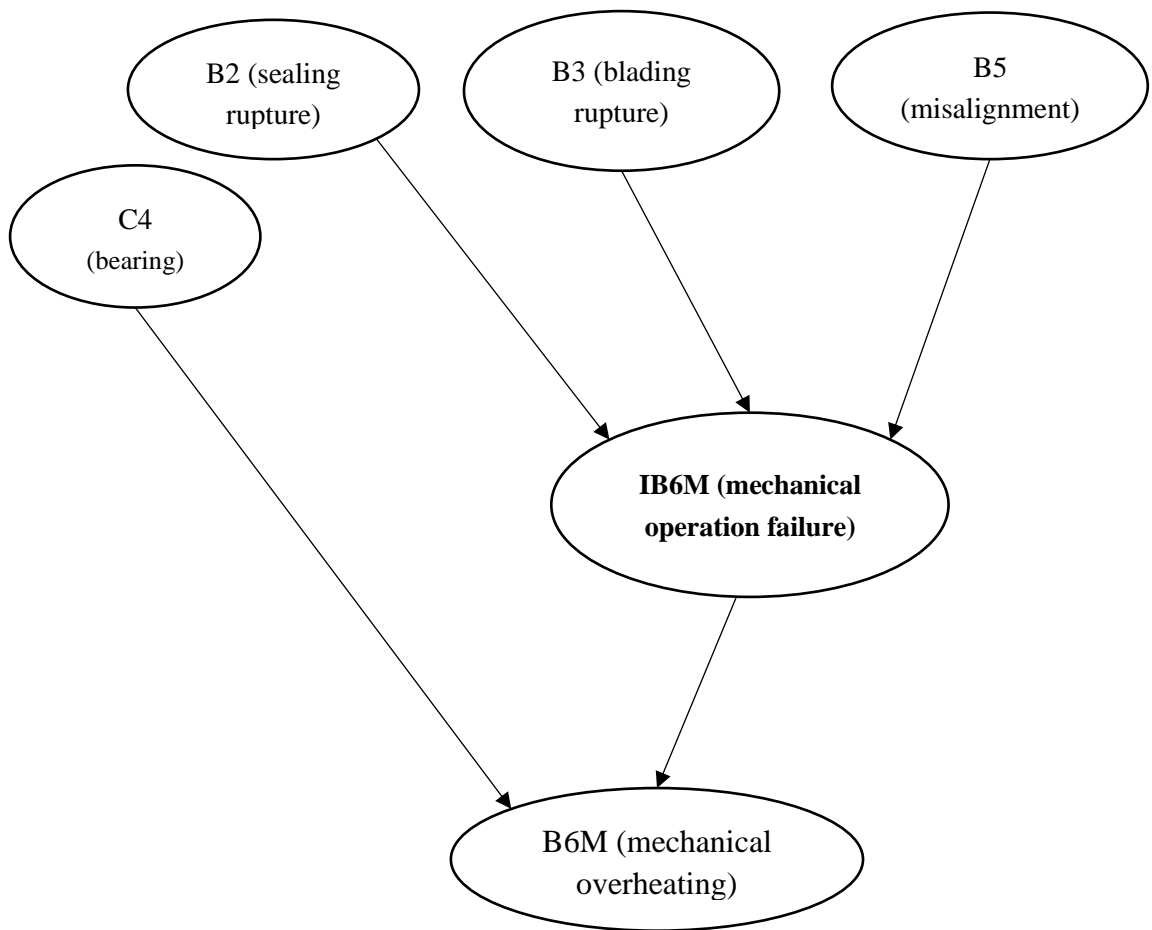 B2 (sealing
rupture)
B3 (blading
rupture)
B5
(misalignment)
C4
(bearing)
IB6M (mechanical
operation failure)
B6M (mechanical
overheating)